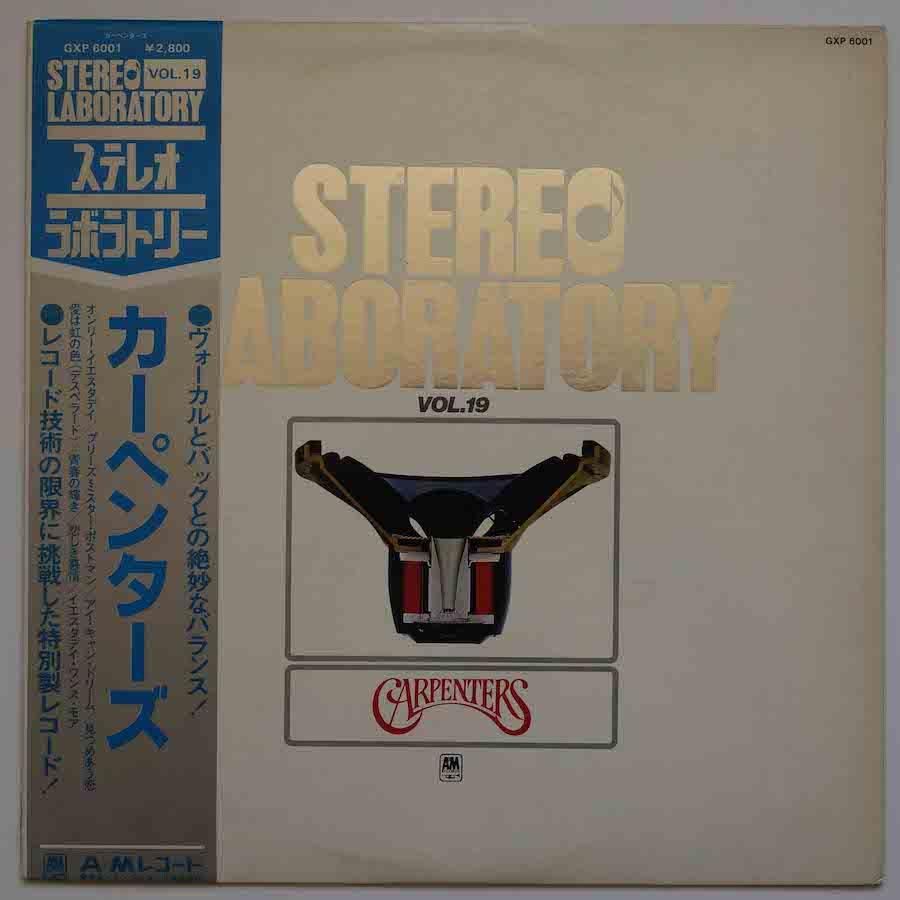 カーペンターズ
GXP 6001 ¥2,800
STEREO VOL.19
LABORATORY
ステレオ
ラボラトリー
●ヴォーカルとバックとの絶妙なバランス!
カーペンターズ
オンリー・イエスタデイ/プリーズ・ミスター・ポストマン/アイ・キャン・ドリーム/見つめあう恋
愛は虹の色(デスペラード)/青春の輝き/悲しき慕情/イエスタデイ・ワンス・モア
●レコード技術の限界に挑戦した特別製レコード!
AM
A&Mレコード
GXP 6001
STEREO
ABORATORY
VOL.19
CARPENTERS
AM